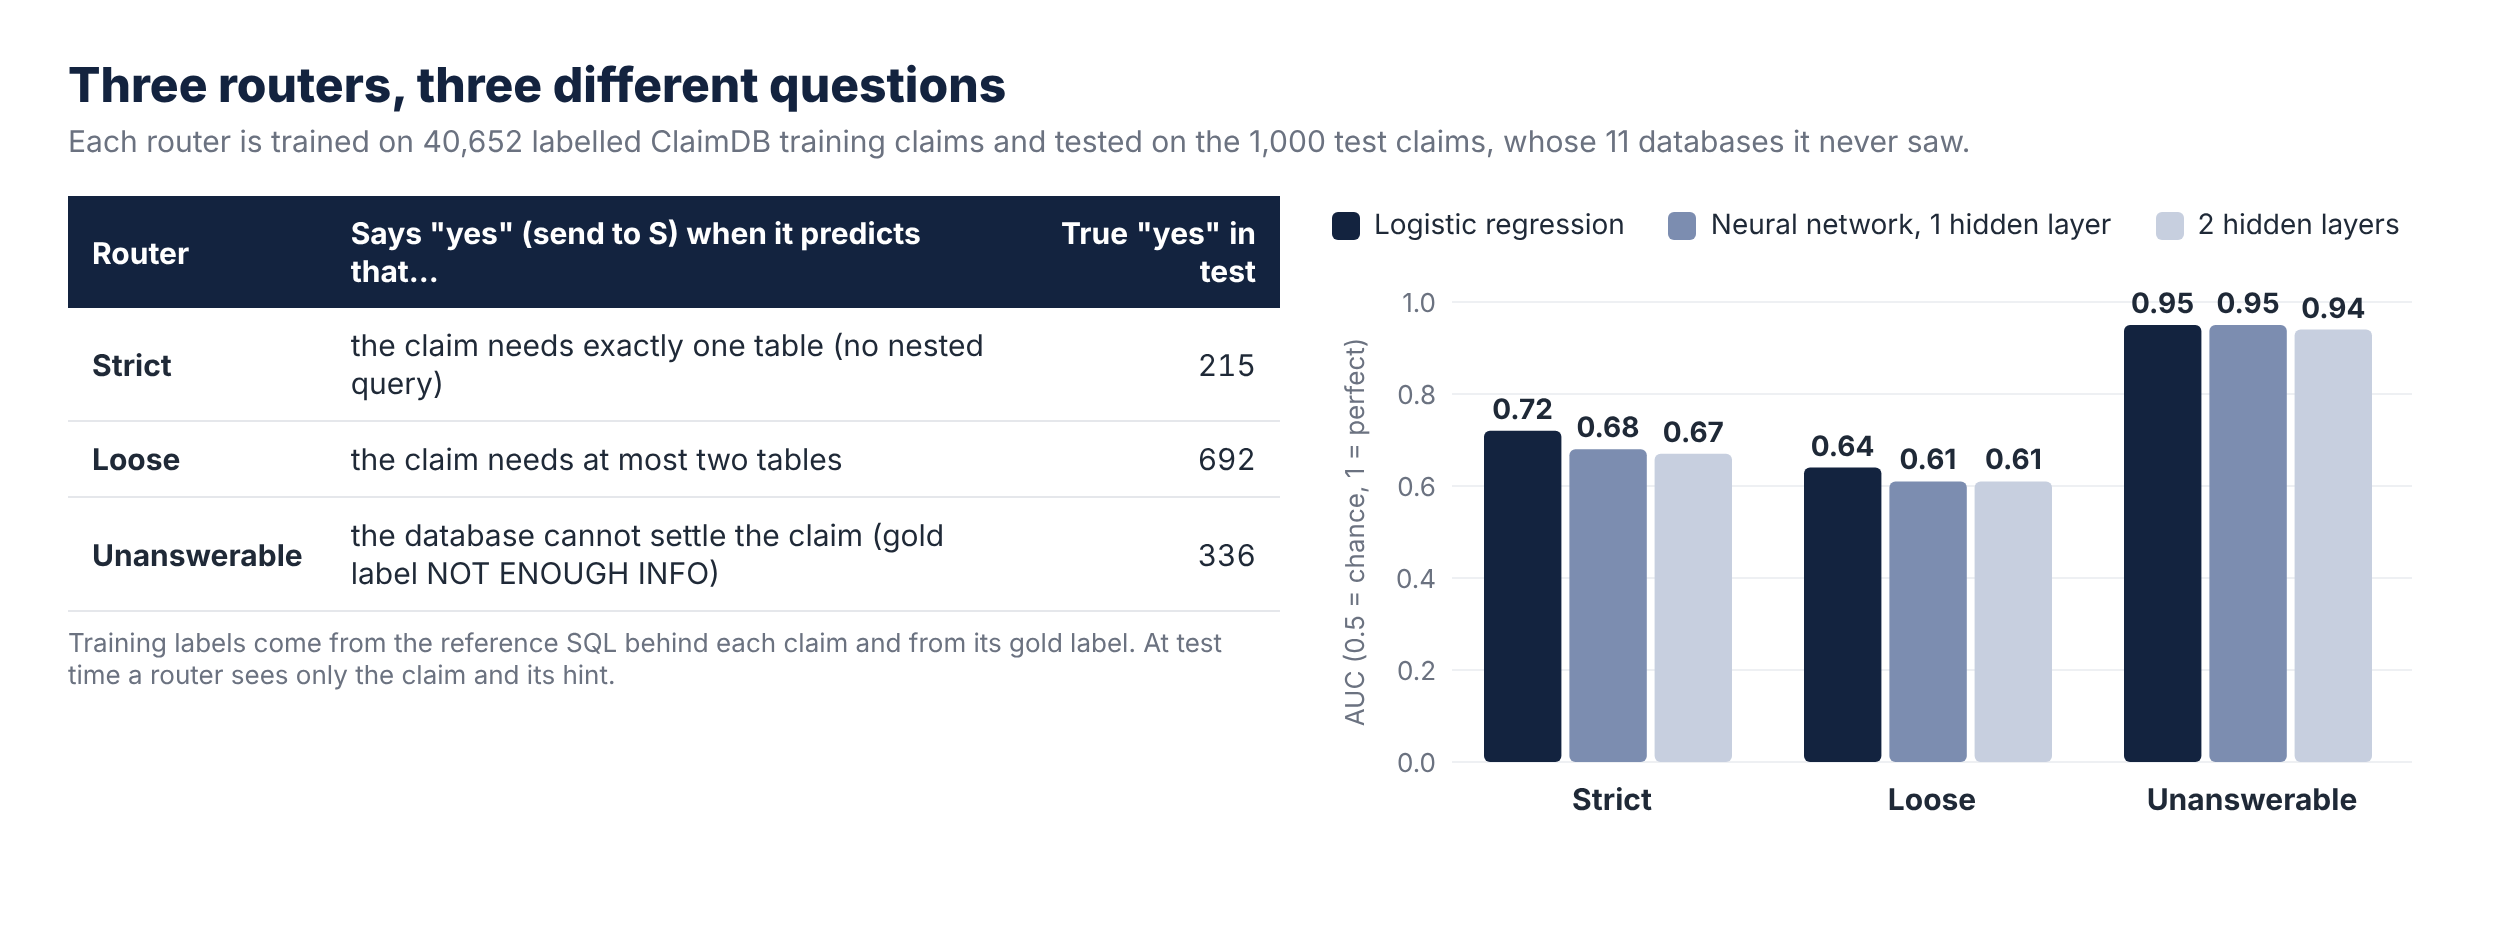 Three routers, three different questions
Each router is trained on 40,652 labelled ClaimDB training claims and tested on the 1,000 test claims, whose 11 databases it never saw.
Router
Says "yes" (send to S) when it predicts
that...
True "yes" in
test
Strict
the claim needs exactly one table (no nested
query)
215
Loose
the claim needs at most two tables
692
Unanswerable
the database cannot settle the claim (gold
label NOT ENOUGH INFO)
336
Training labels come from the reference SQL behind each claim and from its gold label. At test
time a router sees only the claim and its hint.
Logistic regression
Neural network, 1 hidden layer
2 hidden layers
AUC (0.5 = chance, 1 = perfect)
1.0
0.8
0.6
0.4
0.2
0.0
0.72
0.68
0.67
0.64
0.61
0.61
0.95
0.95
0.94
Strict
Loose
Unanswerable